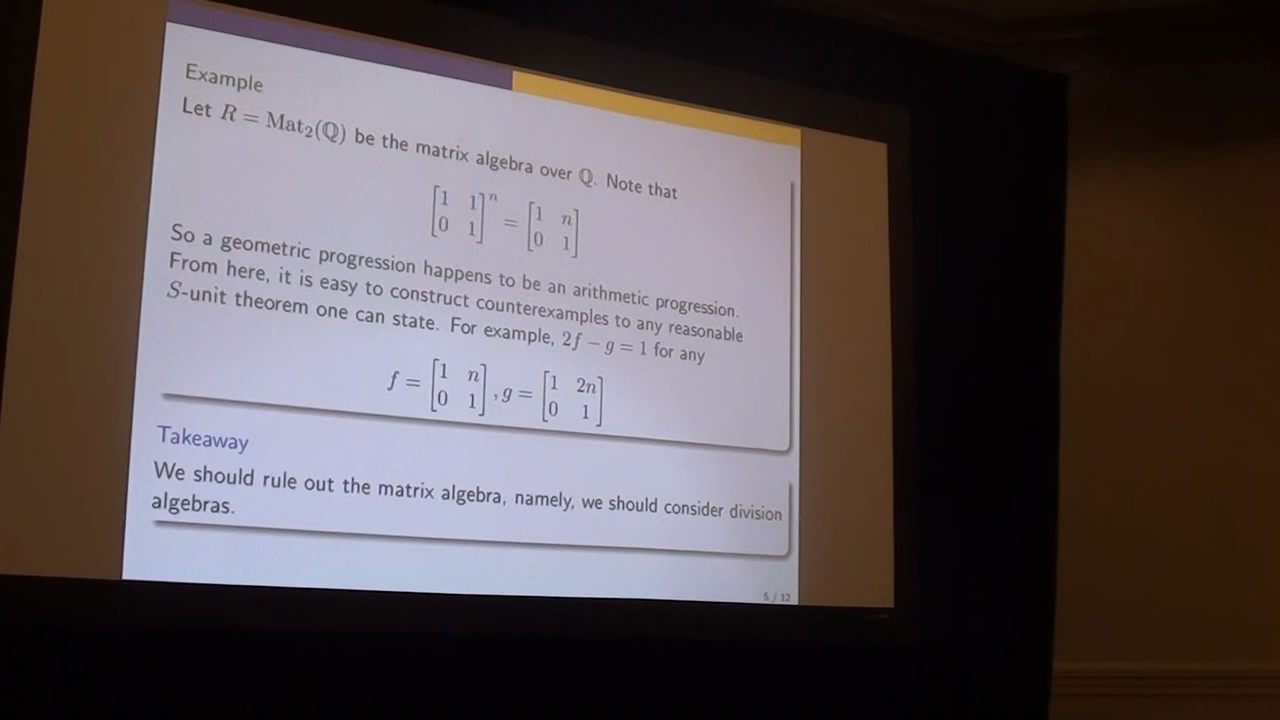 Example
Let R = Mat₂(ℚ) be the matrix algebra over ℚ. Note that
[1 1; 0 1]ⁿ = [1 n; 0 1]
So a geometric progression happens to be an arithmetic progression.
From here, it is easy to construct counterexamples to any reasonable
S-unit theorem one can state. For example, 2f − g = 1 for any
f = [1 n; 0 1], g = [1 2n; 0 1]
Takeaway
We should rule out the matrix algebra, namely, we should consider division
algebras.
5 / 12